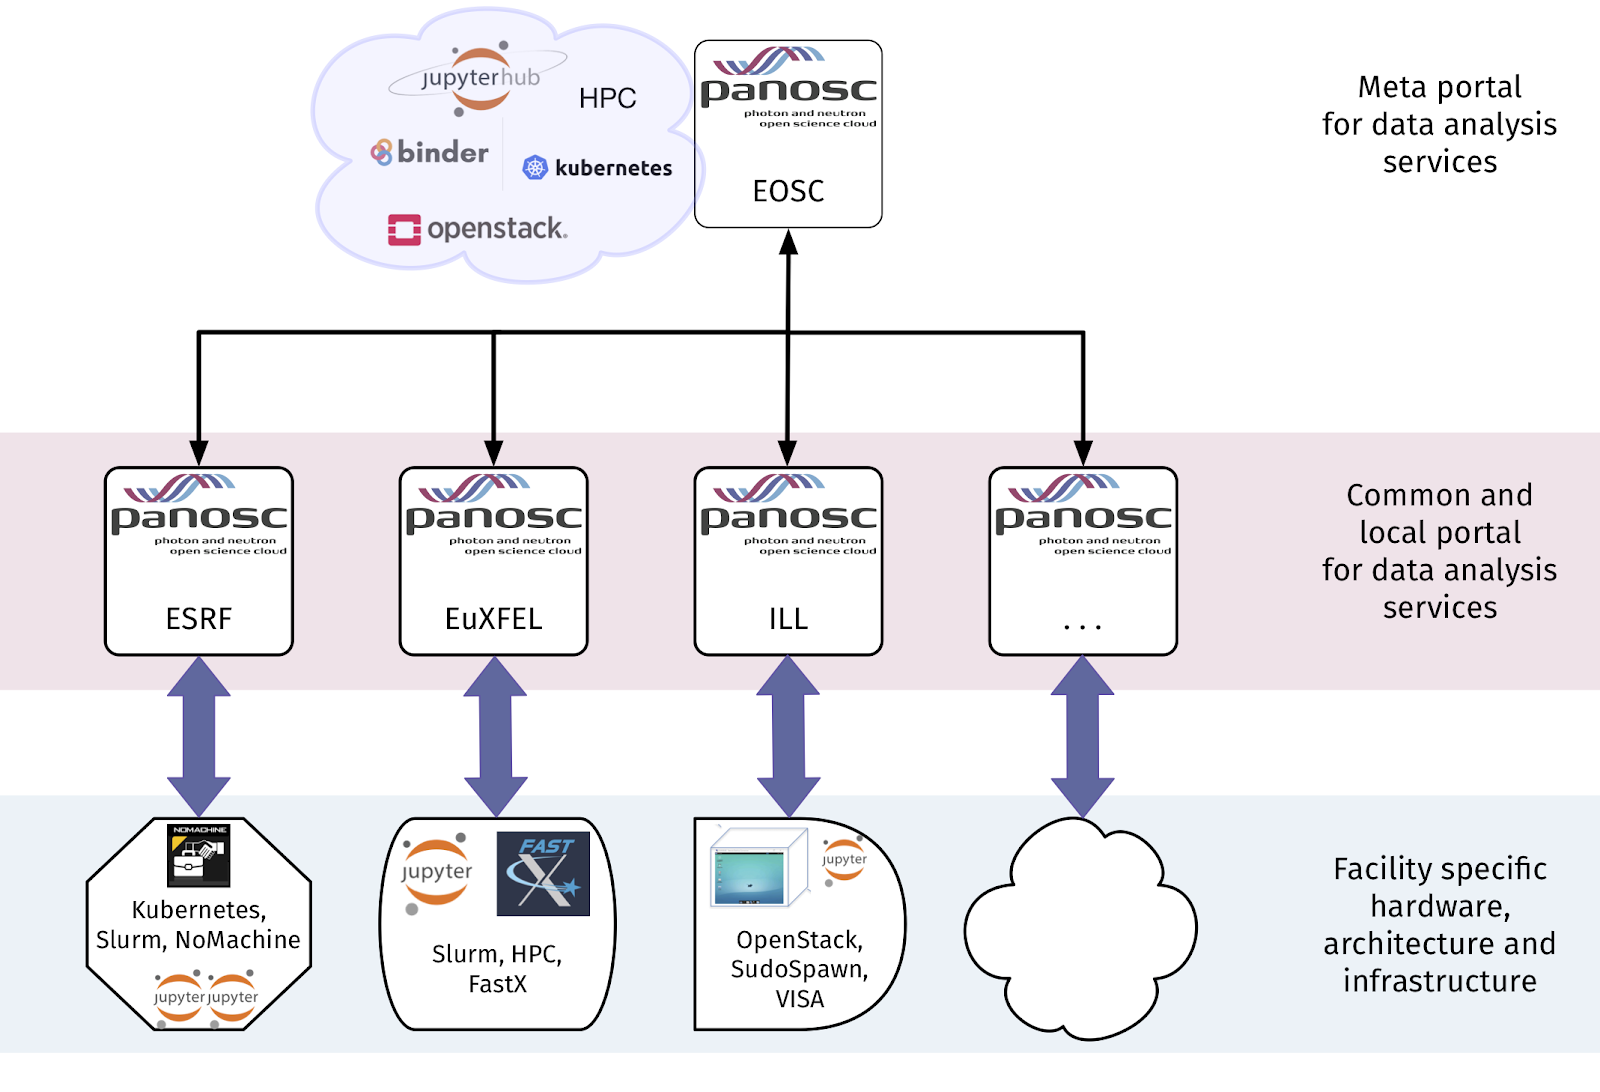 jupyterhub
HPC
binder
kubernetes
openstack.
panosc
photon and neutron
open science cloud
EOSC
Meta portal
for data analysis
services
panosc
photon and neutron
open science cloud
ESRF
panosc
photon and neutron
open science cloud
EuXFEL
panosc
photon and neutron
open science cloud
ILL
panosc
photon and neutron
open science cloud
...
Common and
local portal
for data analysis
services
NOMACHINE
Kubernetes,
Slurm, NoMachine
jupyter jupyter
jupyter
FAST
X
Slurm, HPC,
FastX
jupyter
OpenStack,
SudoSpawn,
VISA
Facility specific
hardware,
architecture and
infrastructure